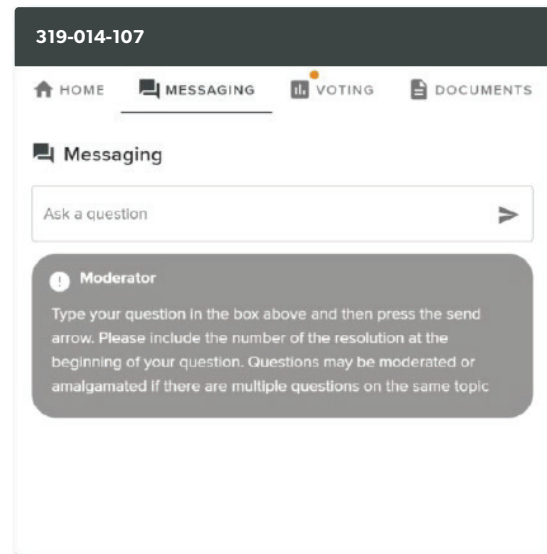 319-014-107
HOME MESSAGING VOTING DOCUMENTS
Messaging
Ask a question
Moderator
Type your question in the box above and then press the send
arrow. Please include the number of the resolution at the
beginning of your question. Questions may be moderated or
amalgamated if there are multiple questions on the same topic